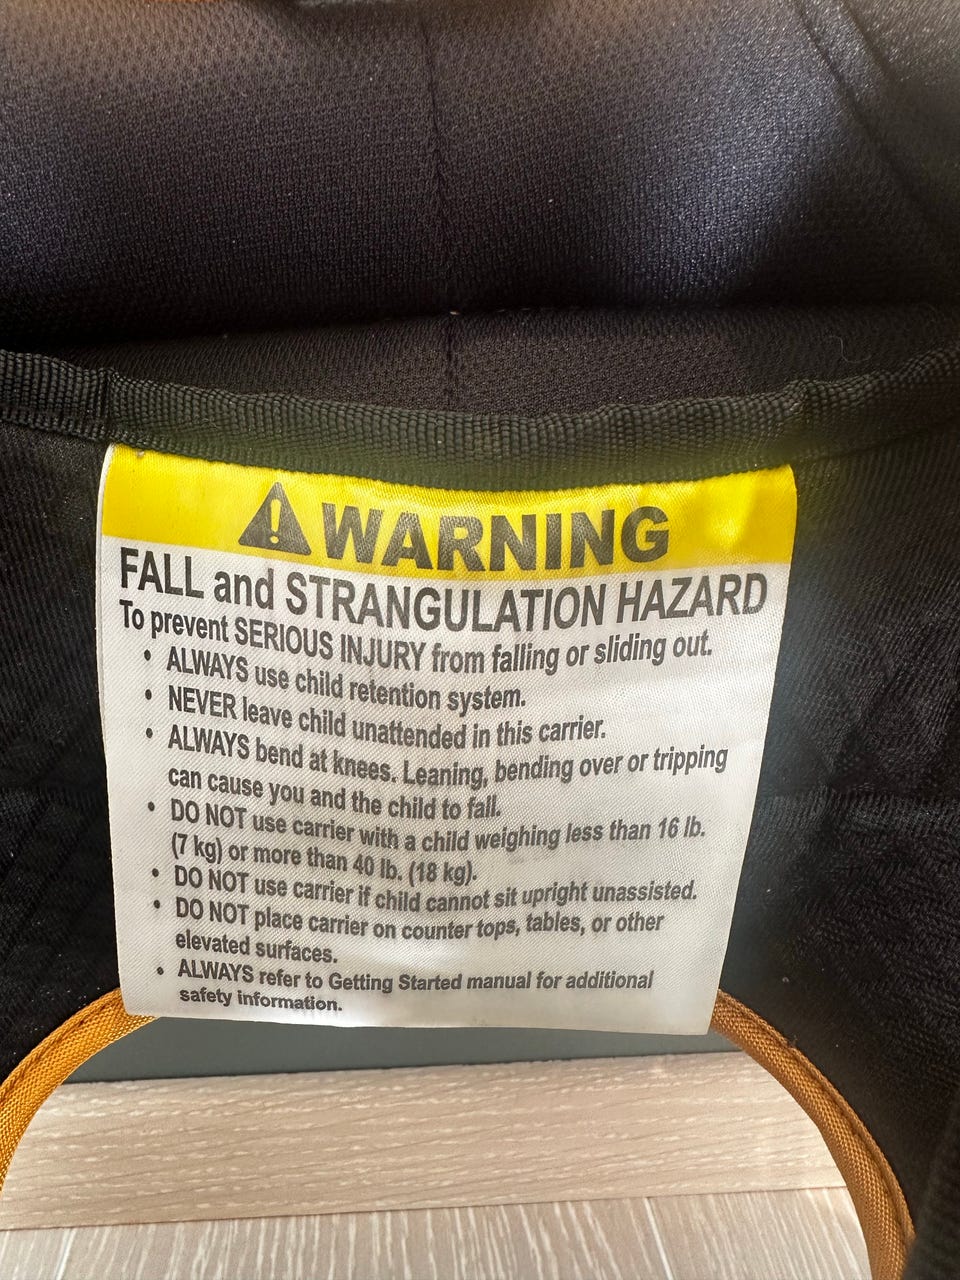 WARNING
FALL and STRANGULATION HAZARD
To prevent SERIOUS INJURY from falling or sliding out.
• ALWAYS use child retention system.
• NEVER leave child unattended in this carrier.
• ALWAYS bend at knees. Leaning, bending over or tripping
can cause you and the child to fall.
• DO NOT use carrier with a child weighing less than 16 lb.
(7 kg) or more than 40 lb. (18 kg).
• DO NOT use carrier if child cannot sit upright unassisted.
• DO NOT place carrier on counter tops, tables, or other
elevated surfaces.
• ALWAYS refer to Getting Started manual for additional
safety information.